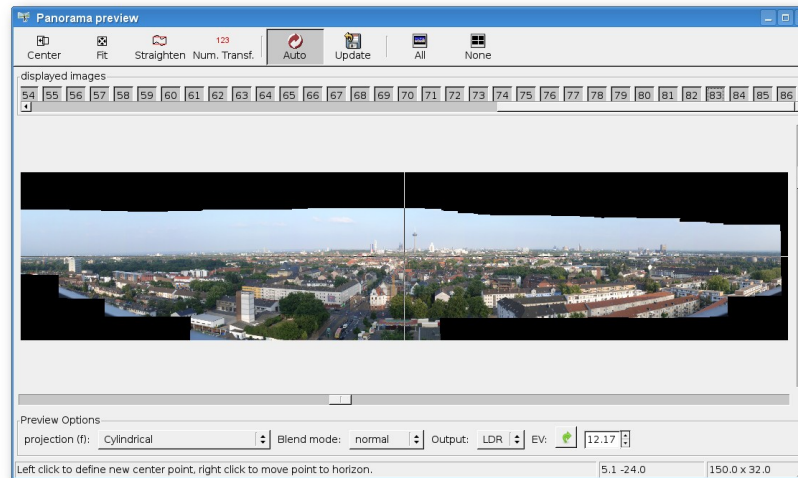 Panorama preview
123
Center Fit Straighten Num. Transf. Auto Update All None
displayed images
54 55 56 57 58 59 60 61 62 63 64 65 66 67 68 69 70 71 72 73 74 75 76 77 78 79 80 81 82 83 84 85 86
Preview Options
projection (f): Cylindrical Blend mode: normal Output: LDR EV: 12.17
Left click to define new center point, right click to move point to horizon. 5.1 -24.0 150.0 x 32.0